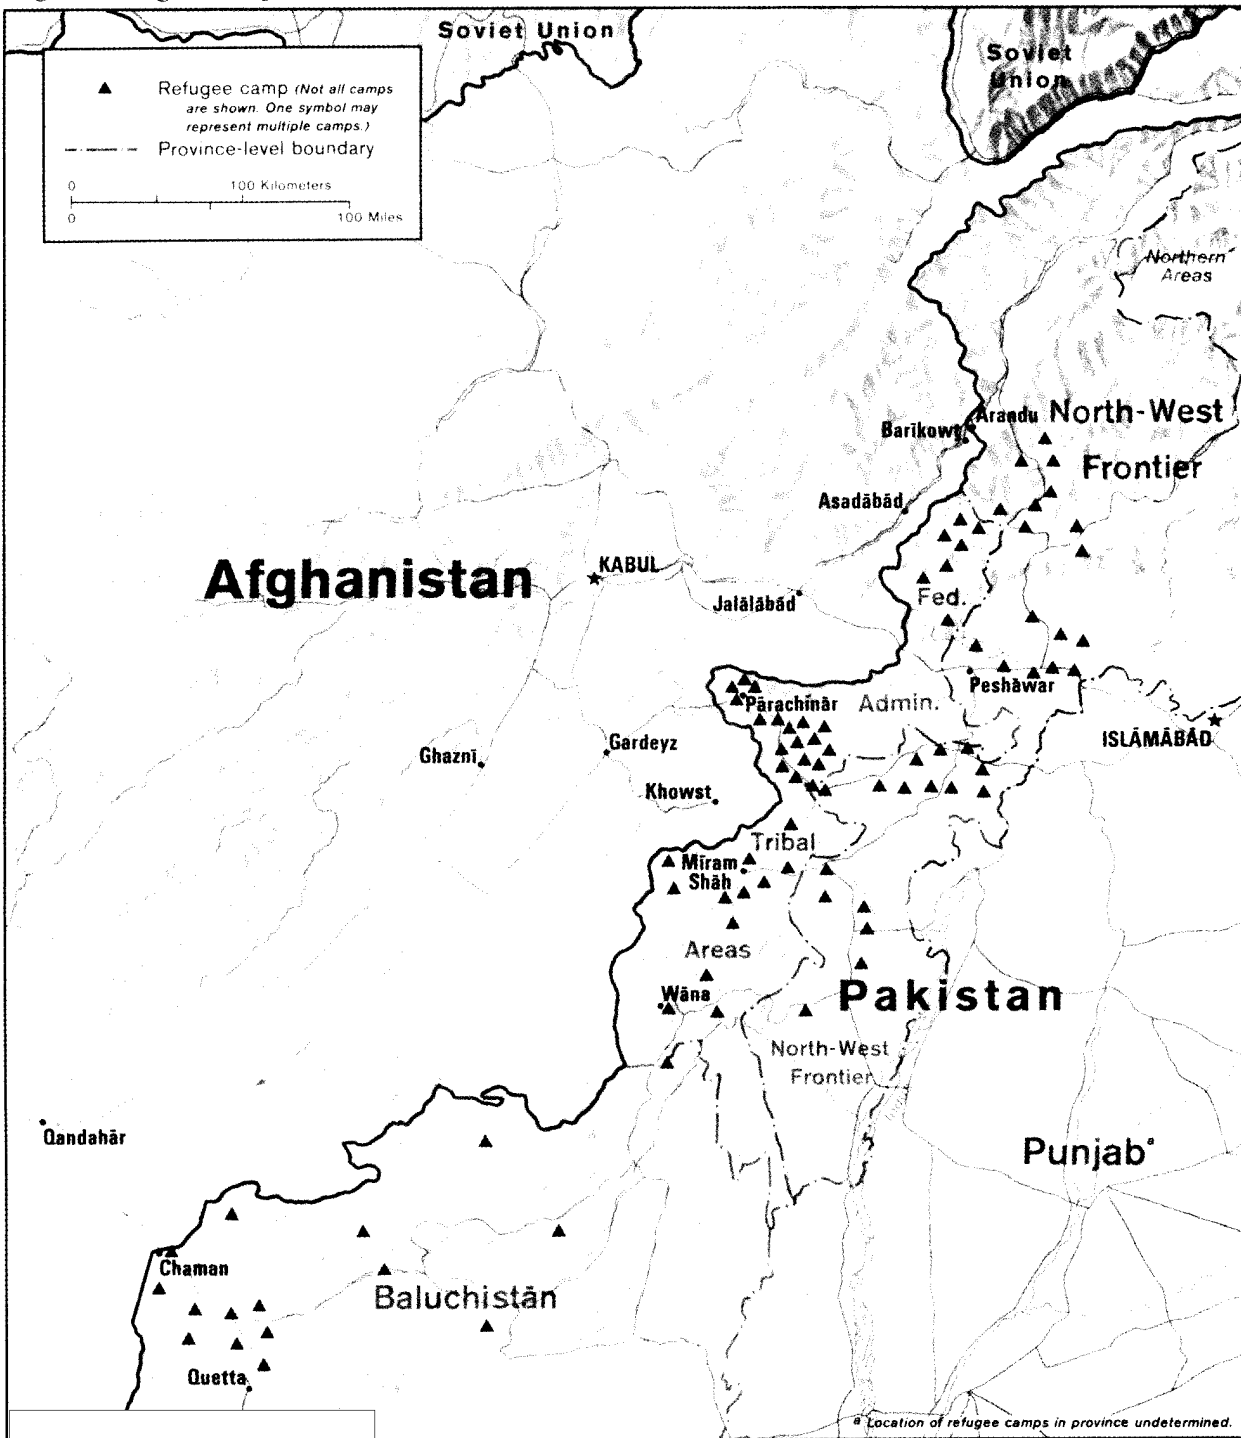 Soviet Union
Soviet
Union
Refugee camp (Not all camps
are shown. One symbol may
represent multiple camps.)
Province-level boundary
0 100 Kilometers
0 100 Miles
Northern
Areas
Arandu
North-West
Barīkowt
Frontier
Asadābād
Afghanistan
KABUL
Jalālābād
Fed.
Peshāwar
Pārachinār
Admin.
ISLĀMĀBĀD
Ghaznī
Gardeyz
Khowst
Tribal
Mīram
Shāh
Areas
Wāna
Pakistan
North-West
Frontier
Qandahār
Punjab a
Chaman
Baluchistān
Quetta
a Location of refugee camps in province undetermined.